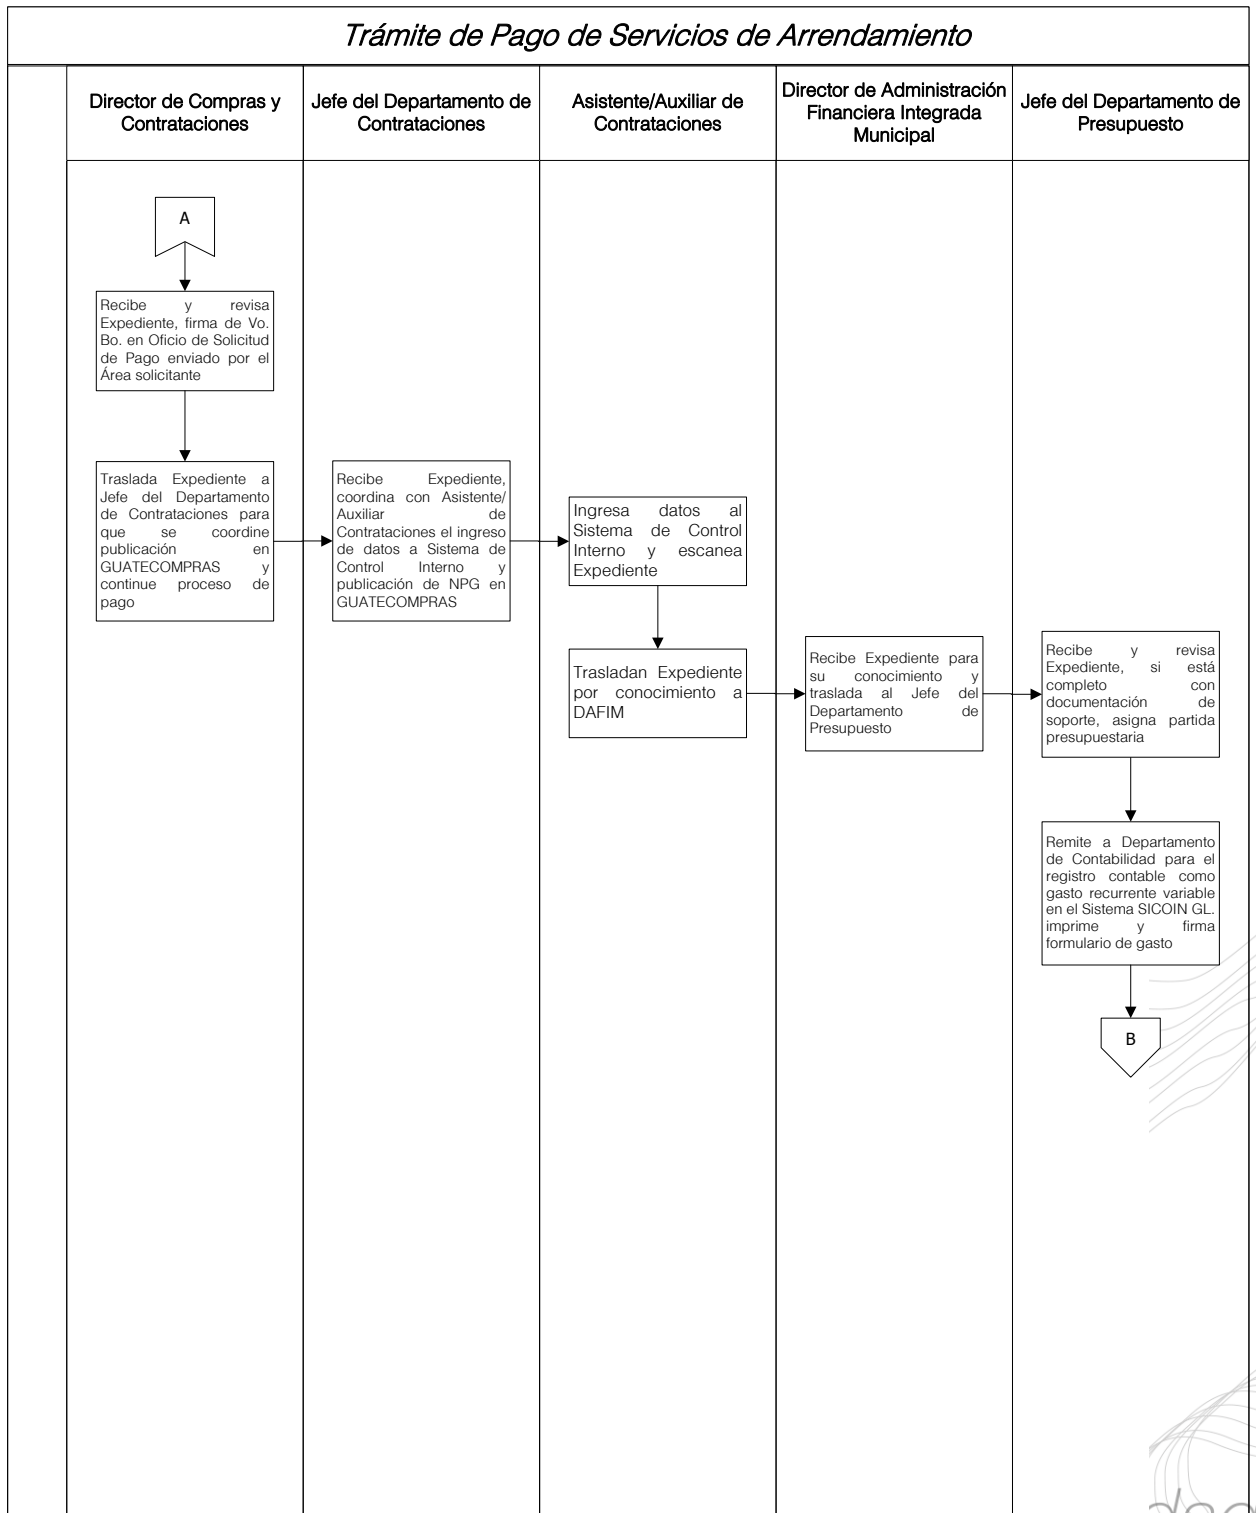 Trámite de Pago de Servicios de Arrendamiento
Director de Compras y
Contrataciones
Jefe del Departamento de
Contrataciones
Asistente/Auxiliar de
Contrataciones
Director de Administración
Financiera Integrada
Municipal
Jefe del Departamento de
Presupuesto
A
Recibe y revisa
Expediente, firma de Vo.
Bo. en Oficio de Solicitud
de Pago enviado por el
Área solicitante
Traslada Expediente a
Jefe del Departamento
de Contrataciones para
que se coordine
publicación en
GUATECOMPRAS y
continue proceso de
pago
Recibe Expediente,
coordina con Asistente/
Auxiliar de
Contrataciones el ingreso
de datos a Sistema de
Control Interno y
publicación de NPG en
GUATECOMPRAS
Ingresa datos al
Sistema de Control
Interno y escanea
Expediente
Trasladan Expediente
por conocimiento a
DAFIM
Recibe Expediente para
su conocimiento y
traslada al Jefe del
Departamento de
Presupuesto
Recibe y revisa
Expediente, si está
completo con
documentación de
soporte, asigna partida
presupuestaria
Remite a Departamento
de Contabilidad para el
registro contable como
gasto recurrente variable
en el Sistema SICOIN GL.
imprime y firma
formulario de gasto
B